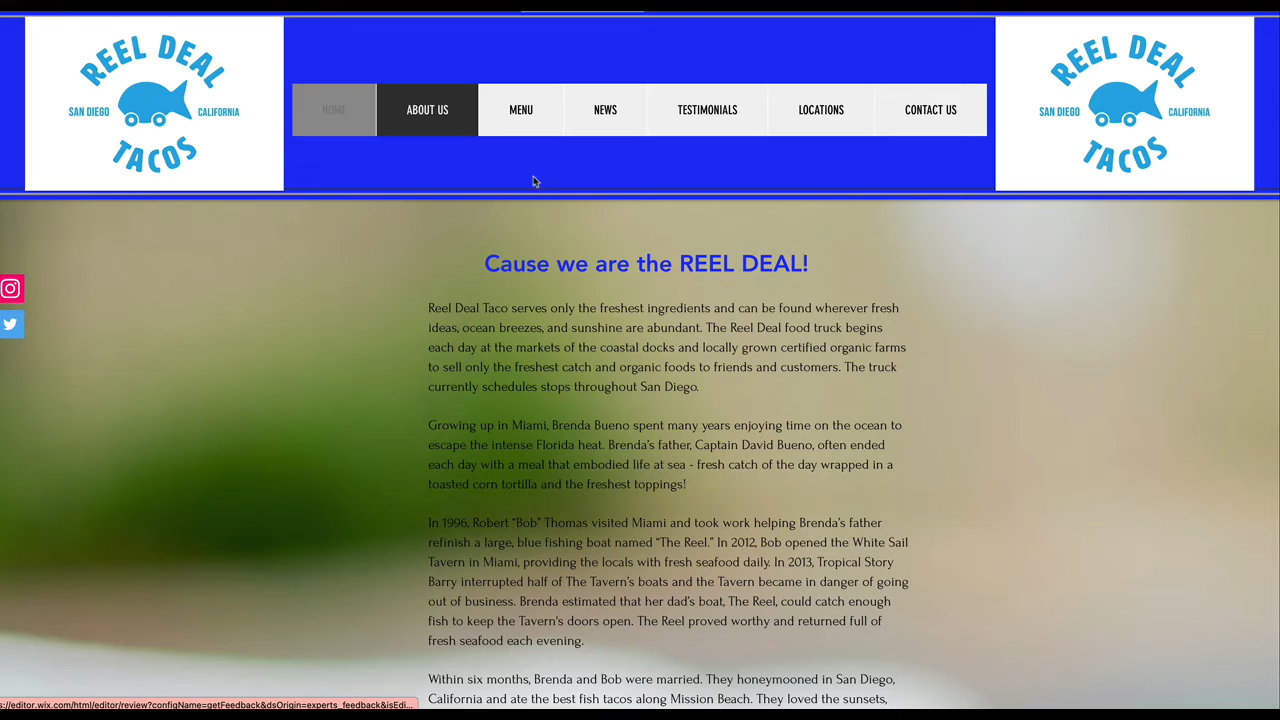 REEL DEAL
SAN DIEGO
CALIFORNIA
TACOS
HOME
ABOUT US
MENU
NEWS
TESTIMONIALS
LOCATIONS
CONTACT US
REEL DEAL
SAN DIEGO
CALIFORNIA
TACOS
Cause we are the REEL DEAL!
Reel Deal Taco serves only the freshest ingredients and can be found wherever fresh
ideas, ocean breezes, and sunshine are abundant. The Reel Deal food truck begins
each day at the markets of the coastal docks and locally grown certified organic farms
to sell only the freshest catch and organic foods to friends and customers. The truck
currently schedules stops throughout San Diego.
Growing up in Miami, Brenda Bueno spent many years enjoying time on the ocean to
escape the intense Florida heat. Brenda’s father, Captain David Bueno, often ended
each day with a meal that embodied life at sea - fresh catch of the day wrapped in a
toasted corn tortilla and the freshest toppings!
In 1996, Robert “Bob” Thomas visited Miami and took work helping Brenda’s father
refinish a large, blue fishing boat named “The Reel.” In 2012, Bob opened the White Sail
Tavern in Miami, providing the locals with fresh seafood daily. In 2013, Tropical Story
Barry interrupted half of The Tavern’s boats and the Tavern became in danger of going
out of business. Brenda estimated that her dad’s boat, The Reel, could catch enough
fish to keep the Tavern's doors open. The Reel proved worthy and returned full of
fresh seafood each evening.
Within six months, Brenda and Bob were married. They honeymooned in San Diego,
California and ate the best fish tacos along Mission Beach. They loved the sunsets,
s://editor.wix.com/html/editor/review?configName=getFeedback&dsOrigin=experts_feedback&isEdi...